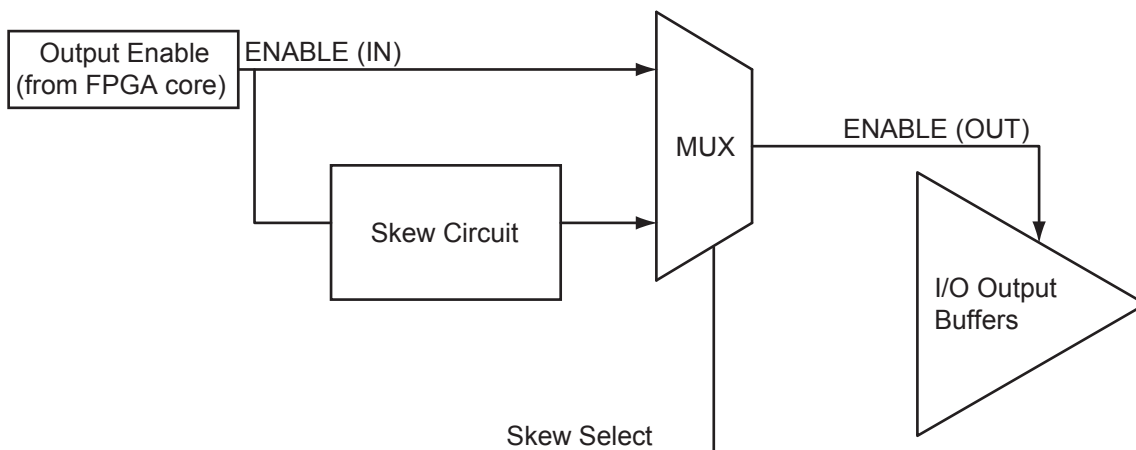 Output Enable
(from FPGA core)
ENABLE (IN)
MUX
ENABLE (OUT)
Skew Circuit
I/O Output
Buffers
Skew Select